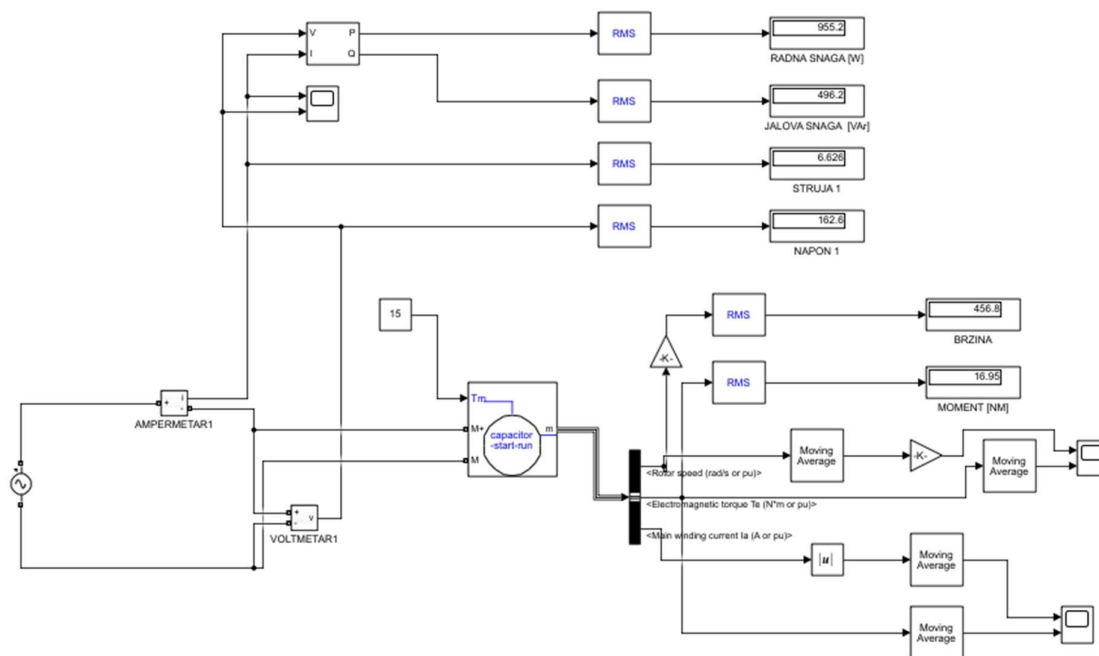 V
P
RMS
955.2
I
Q
RADNA SNAGA [W]
RMS
496.2
JALOVA SNAGA [VAr]
RMS
6.626
STRUJA 1
RMS
162.6
NAPON 1
15
RMS
456.8
BRZINA
-K-
RMS
16.95
MOMENT [NM]
+
i
-
AMPERMETAR1
Tm
M+
M
m
capacitor
-start-run
Moving
Average
-K-
Moving
Average
<Rotor speed (rad/s or pu)>
<Electromagnetic torque Te (N*m or pu)>
<Main winding current Ia (A or pu)>
+
-
v
VOLTMETAR1
|u|
Moving
Average
Moving
Average